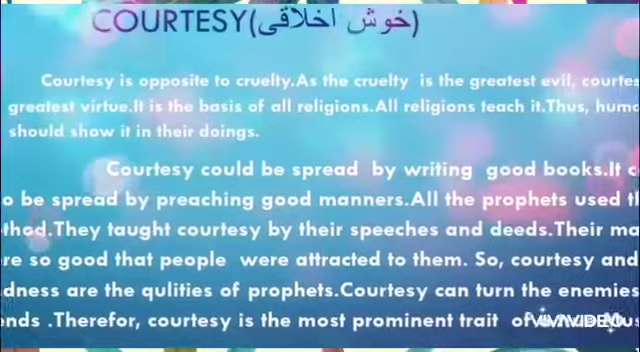 COURTESY(خوش اخلاقی)
Courtesy is opposite to cruelty.As the cruelty is the greatest evil, courtes
greatest virtue.It is the basis of all religions.All religions teach it.Thus, huma
should show it in their doings.
Courtesy could be spread by writing good books.It c
o be spread by preaching good manners.All the prophets used th
thod.They taught courtesy by their speeches and deeds.Their ma
re so good that people were attracted to them. So, courtesy and
dness are the qulities of prophets.Courtesy can turn the enemies
ends .Therefor, courtesy is the most prominent trait of
VIVAVIDEO